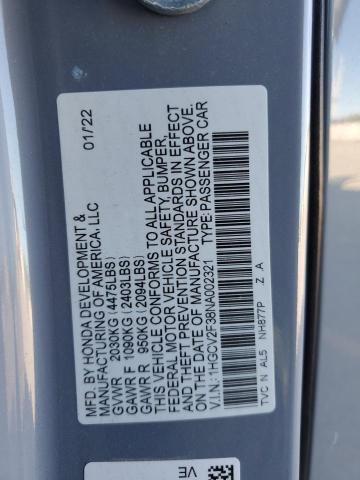 MFD. BY HONDA DEVELOPMENT & 01/22
MANUFACTURING OF AMERICA, LLC
GVWR 2030KG (4475LBS)
GAWR F 1090KG (2403LBS)
GAWR R 950KG (2094LBS)
THIS VEHICLE CONFORMS TO ALL APPLICABLE
FEDERAL MOTOR VEHICLE SAFETY, BUMPER,
AND THEFT PREVENTION STANDARDS IN EFFECT
ON THE DATE OF MANUFACTURE SHOWN ABOVE.
V.I.N.: 1HGCV2F38NA002321 TYPE: PASSENGER CAR
TVC N AL5 NH877P Z A
VE